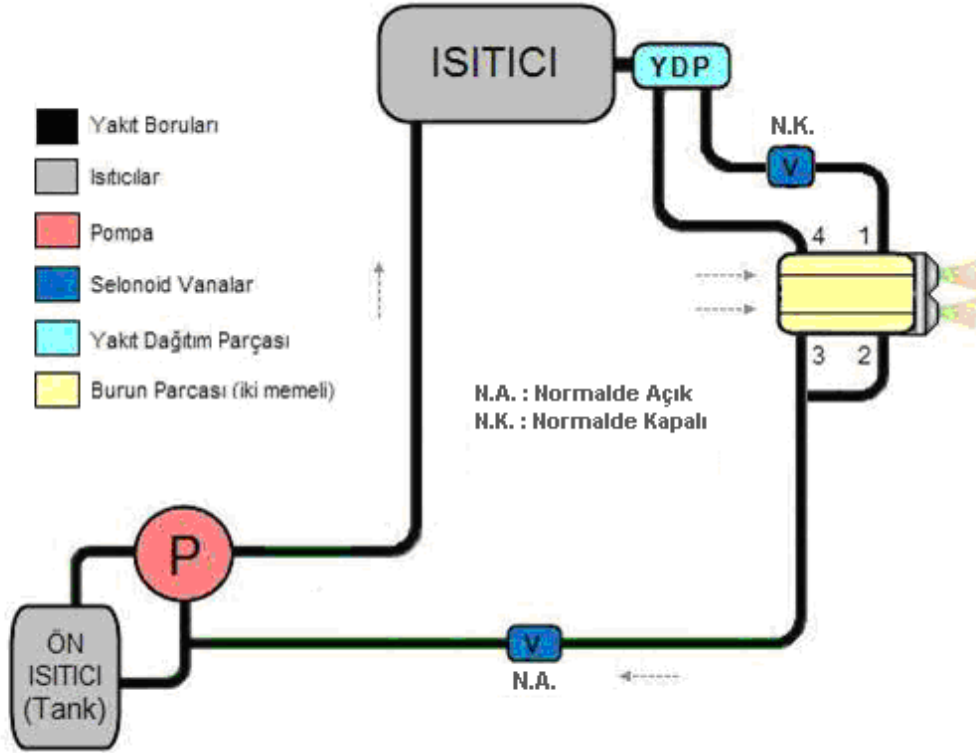 ISITICI
YDP
N.K.
V
Yakıt Boruları
Isıtıcılar
Pompa
Selonoid Vanalar
Yakıt Dağıtım Parçası
Burun Parcası (iki memeli)
4 1
3 2
N.A. : Normalde Açık
N.K. : Normalde Kapalı
P
ÖN
ISITICI
(Tank)
V
N.A.